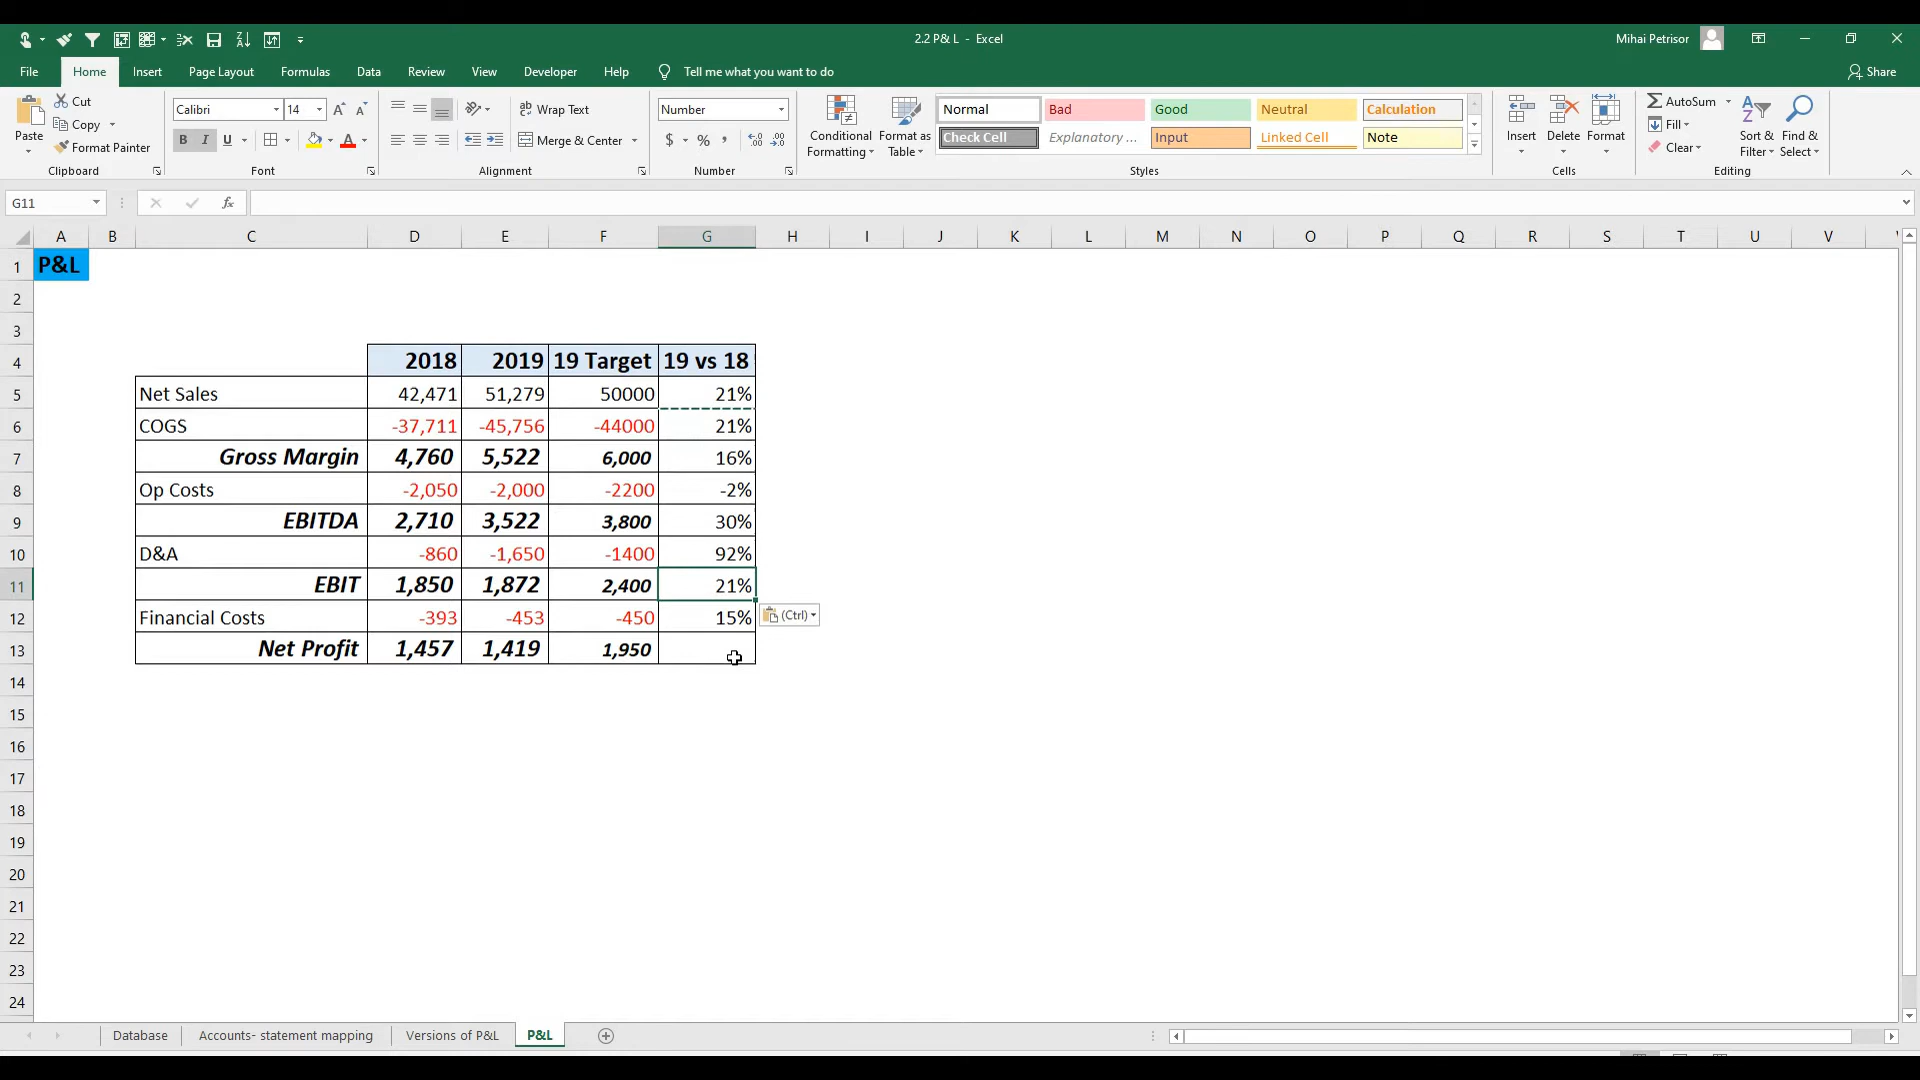 2.2 P& L - Excel
Mihai Petrisor
File Home Insert Page Layout Formulas Data Review View Developer Help Tell me what you want to do Share
Paste
Cut
Copy
Format Painter
Clipboard
Calibri 14
B I U
Font
Wrap Text
Merge & Center
Alignment
Number
$ % ,
Number
Conditional Formatting
Format as Table
Normal Bad Good Neutral Calculation
Check Cell Explanatory ... Input Linked Cell Note
Styles
Insert Delete Format
Cells
AutoSum
Fill
Clear
Sort & Filter
Find & Select
Editing
G11 fx
A B C D E F G H I J K L M N O P Q R S T U V
1 P&L
2
3
4 2018 2019 19 Target 19 vs 18
5 Net Sales 42,471 51,279 50000 21%
6 COGS -37,711 -45,756 -44000 21%
7 Gross Margin 4,760 5,522 6,000 16%
8 Op Costs -2,050 -2,000 -2200 -2%
9 EBITDA 2,710 3,522 3,800 30%
10 D&A -860 -1,650 -1400 92%
11 EBIT 1,850 1,872 2,400 21%
12 Financial Costs -393 -453 -450 15% (Ctrl)
13 Net Profit 1,457 1,419 1,950
14
15
16
17
18
19
20
21
22
23
24
Database Accounts- statement mapping Versions of P&L P&L